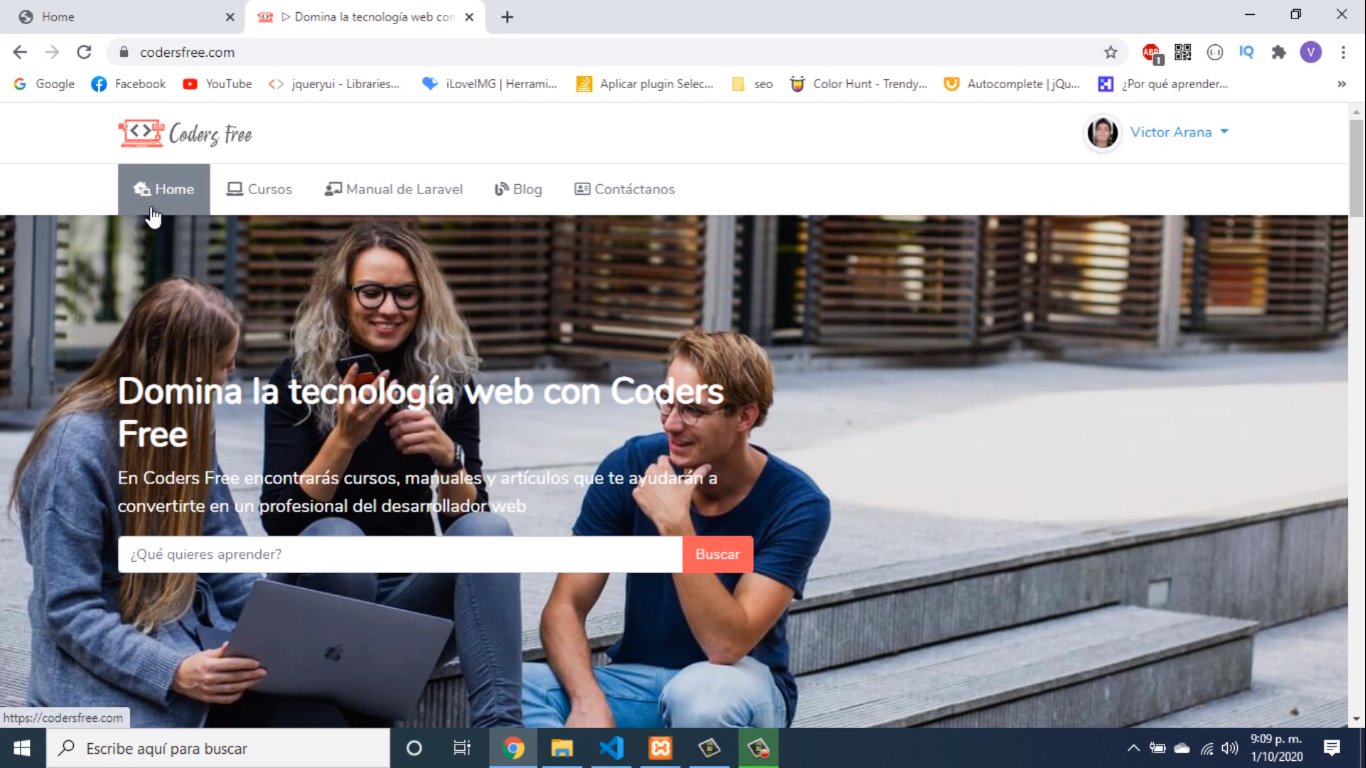 Home
▷ Domina la tecnología web con
codersfree.com
ABP
1
IQ
V
Google
Facebook
YouTube
jqueryui - Libraries...
iLoveIMG | Herrami...
Aplicar plugin Selec...
seo
Color Hunt - Trendy...
Autocomplete | jQu...
¿Por qué aprender...
Coders Free
Victor Arana
Home
Cursos
Manual de Laravel
Blog
Contáctanos
Domina la tecnología web con Coders
Free
En Coders Free encontrarás cursos, manuales y artículos que te ayudarán a
convertirte en un profesional del desarrollador web
¿Qué quieres aprender?
Buscar
https://codersfree.com
Escribe aquí para buscar
9:09 p. m.
1/10/2020